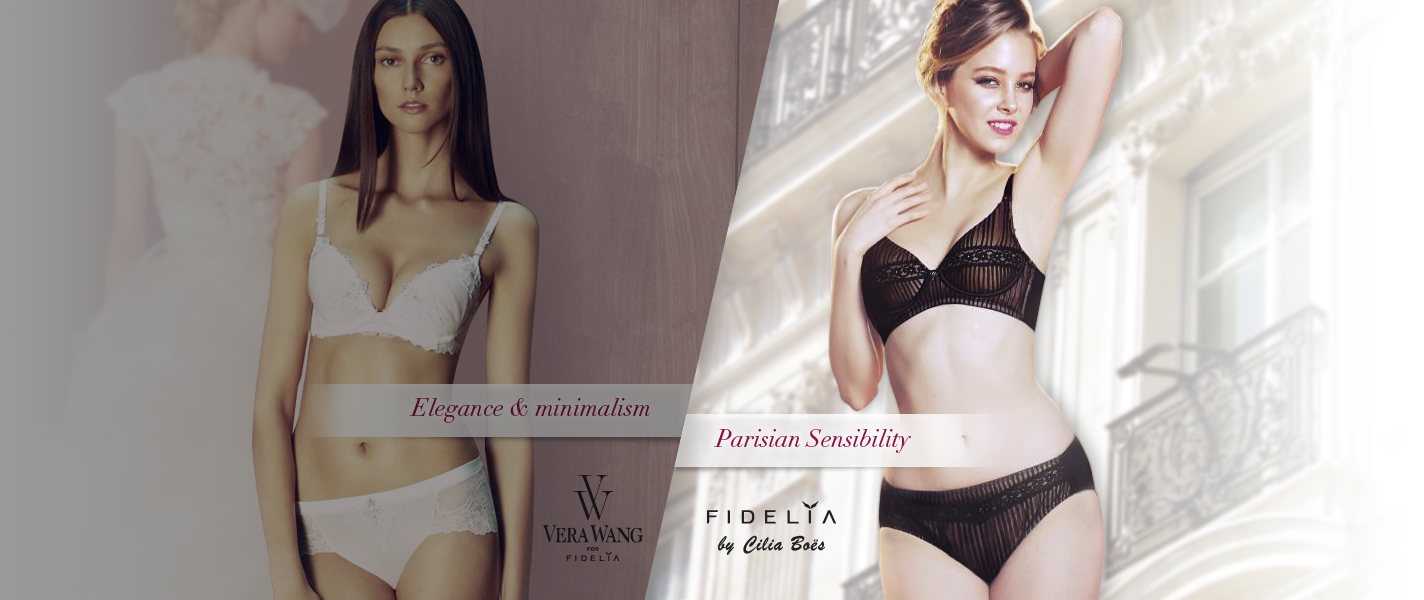 Elegance & minimalism
VERA WANG
FOR
FIDELIA
Parisian Sensibility
FIDELIA
by Cilia Boës